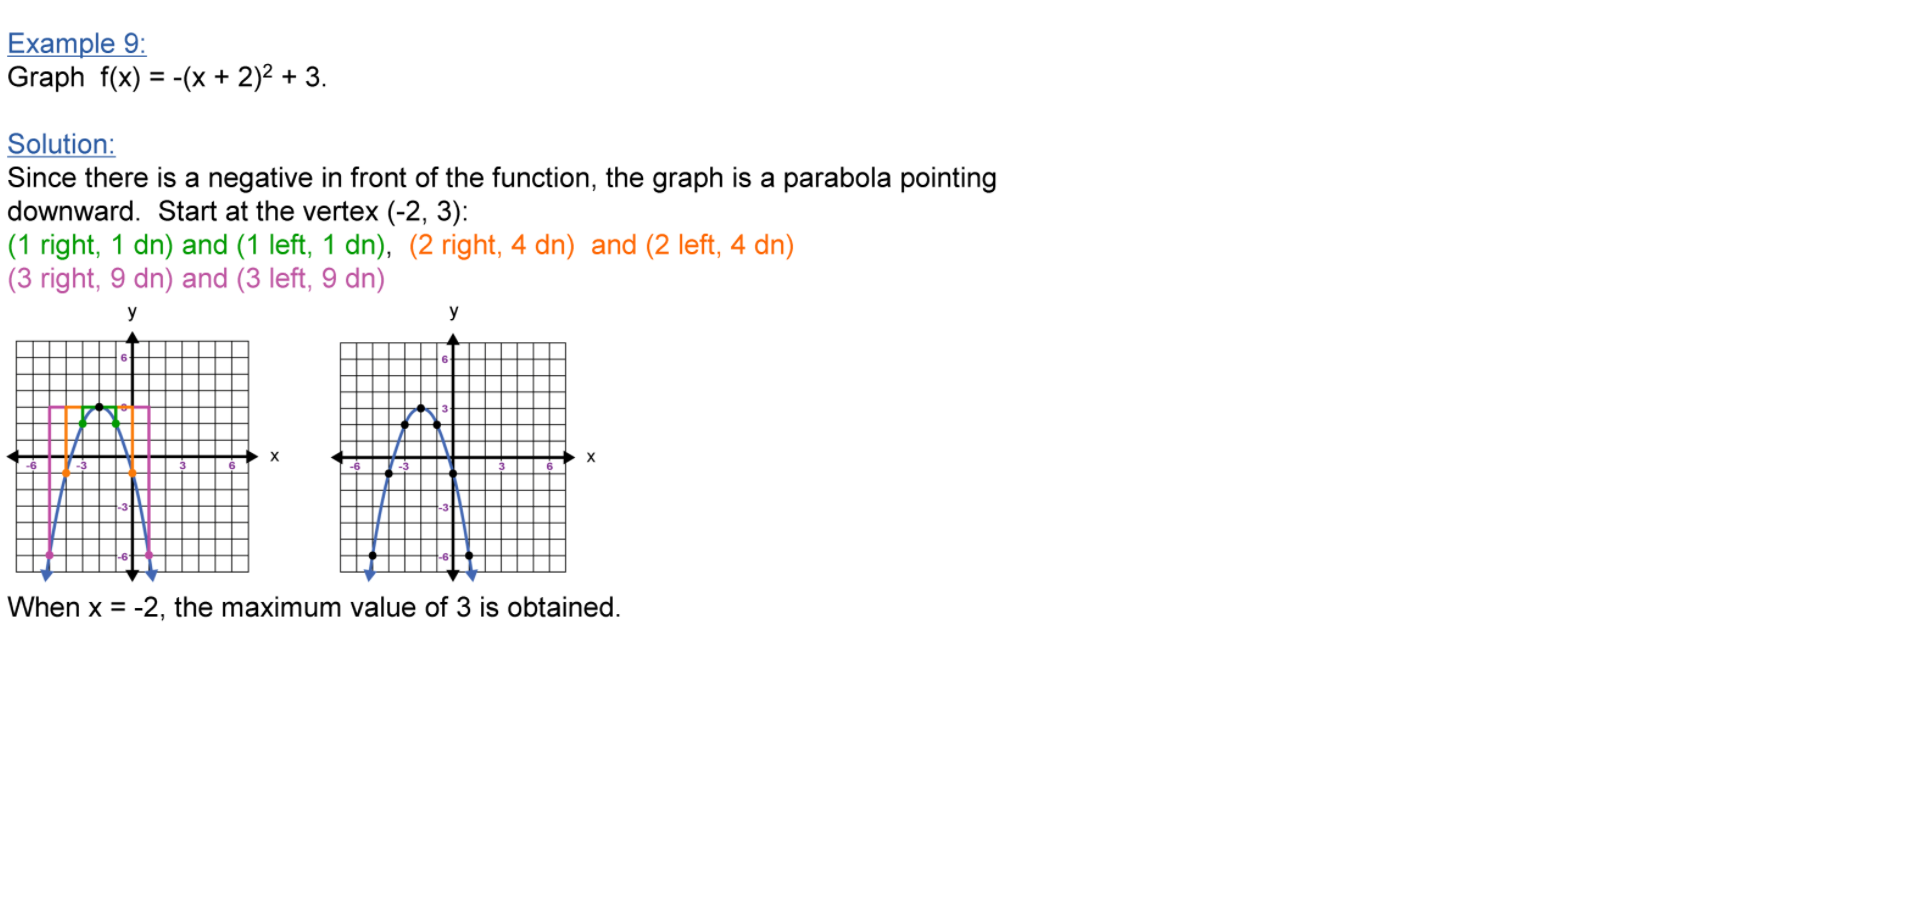 Example 9:
Graph f(x) = -(x + 2)² + 3.
Solution:
Since there is a negative in front of the function, the graph is a parabola pointing
downward. Start at the vertex (-2, 3):
(1 right, 1 dn) and (1 left, 1 dn), (2 right, 4 dn) and (2 left, 4 dn)
(3 right, 9 dn) and (3 left, 9 dn)
y
6
-6 -3 3 6 x
-3
-6
y
6
3
-6 -3 3 6 x
-3
-6
When x = -2, the maximum value of 3 is obtained.